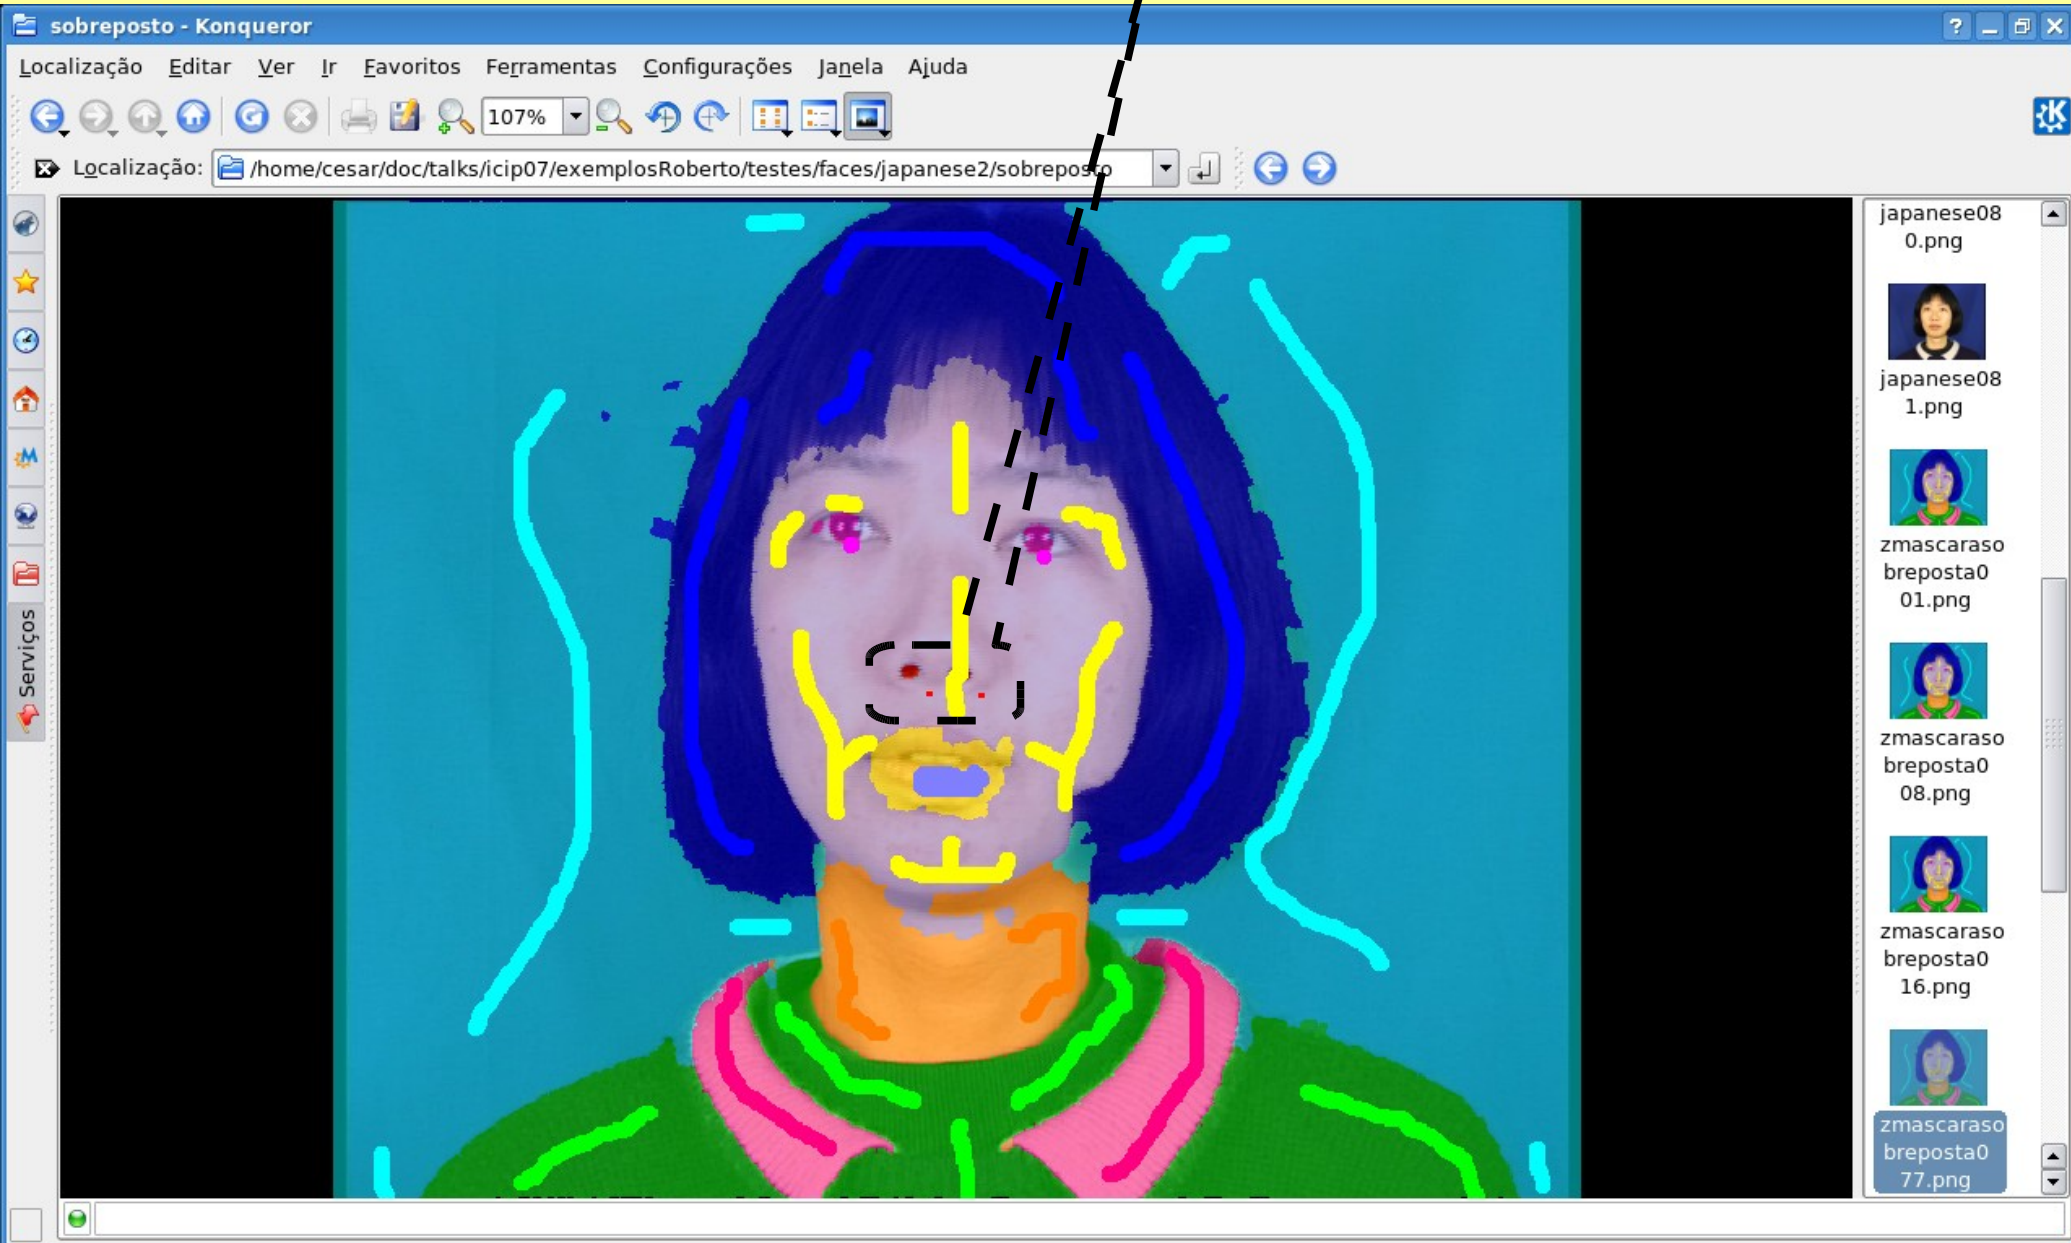 sobreposto - Konqueror
Localização Editar Ver Ir Favoritos Ferramentas Configurações Janela Ajuda
107%
Localização: /home/cesar/doc/talks/icip07/exemplosRoberto/testes/faces/japanese2/sobreposto
Serviços
japanese08
0.png
japanese08
1.png
zmascaraso
breposta0
01.png
zmascaraso
breposta0
08.png
zmascaraso
breposta0
16.png
zmascaraso
breposta0
77.png